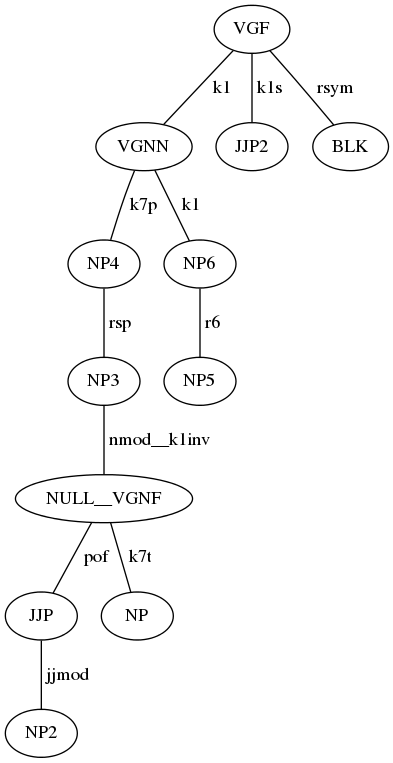 VGF
k1 k1s rsym
VGNN JJP2 BLK
k7p k1
NP4 NP6
rsp r6
NP3 NP5
nmod__k1inv
NULL__VGNF
pof k7t
JJP NP
jjmod
NP2